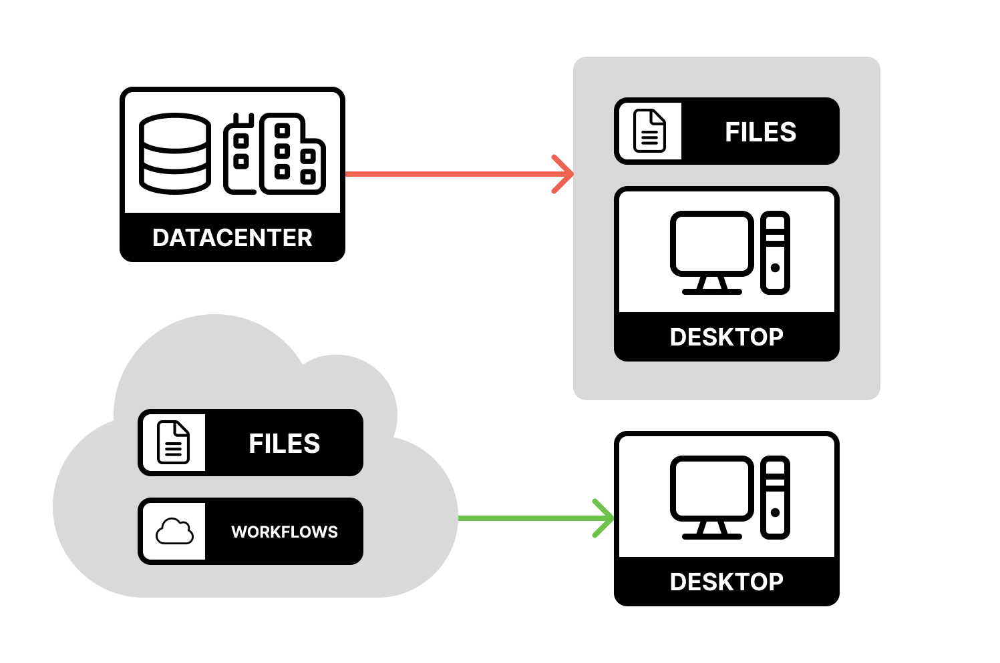 DATACENTER
FILES
DESKTOP
FILES
WORKFLOWS
DESKTOP